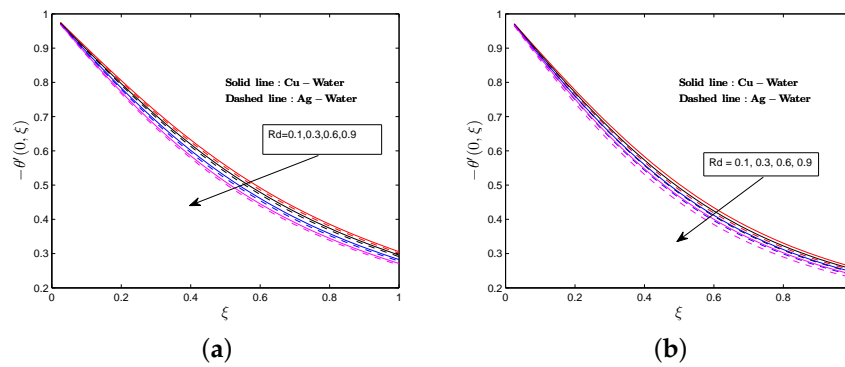 1
0.9
0.8
0.7
0.6
0.5
0.4
0.3
0.2
0
0.2
0.4
0.6
0.8
1
−θ′(0, ξ)
ξ
Solid line : Cu − Water
Dashed line : Ag − Water
Rd=0.1,0.3,0.6,0.9
(a)
1
0.9
0.8
0.7
0.6
0.5
0.4
0.3
0.2
0
0.2
0.4
0.6
0.8
−θ′(0, ξ)
ξ
Solid line : Cu − Water
Dashed line : Ag − Water
Rd = 0.1, 0.3, 0.6, 0.9
(b)